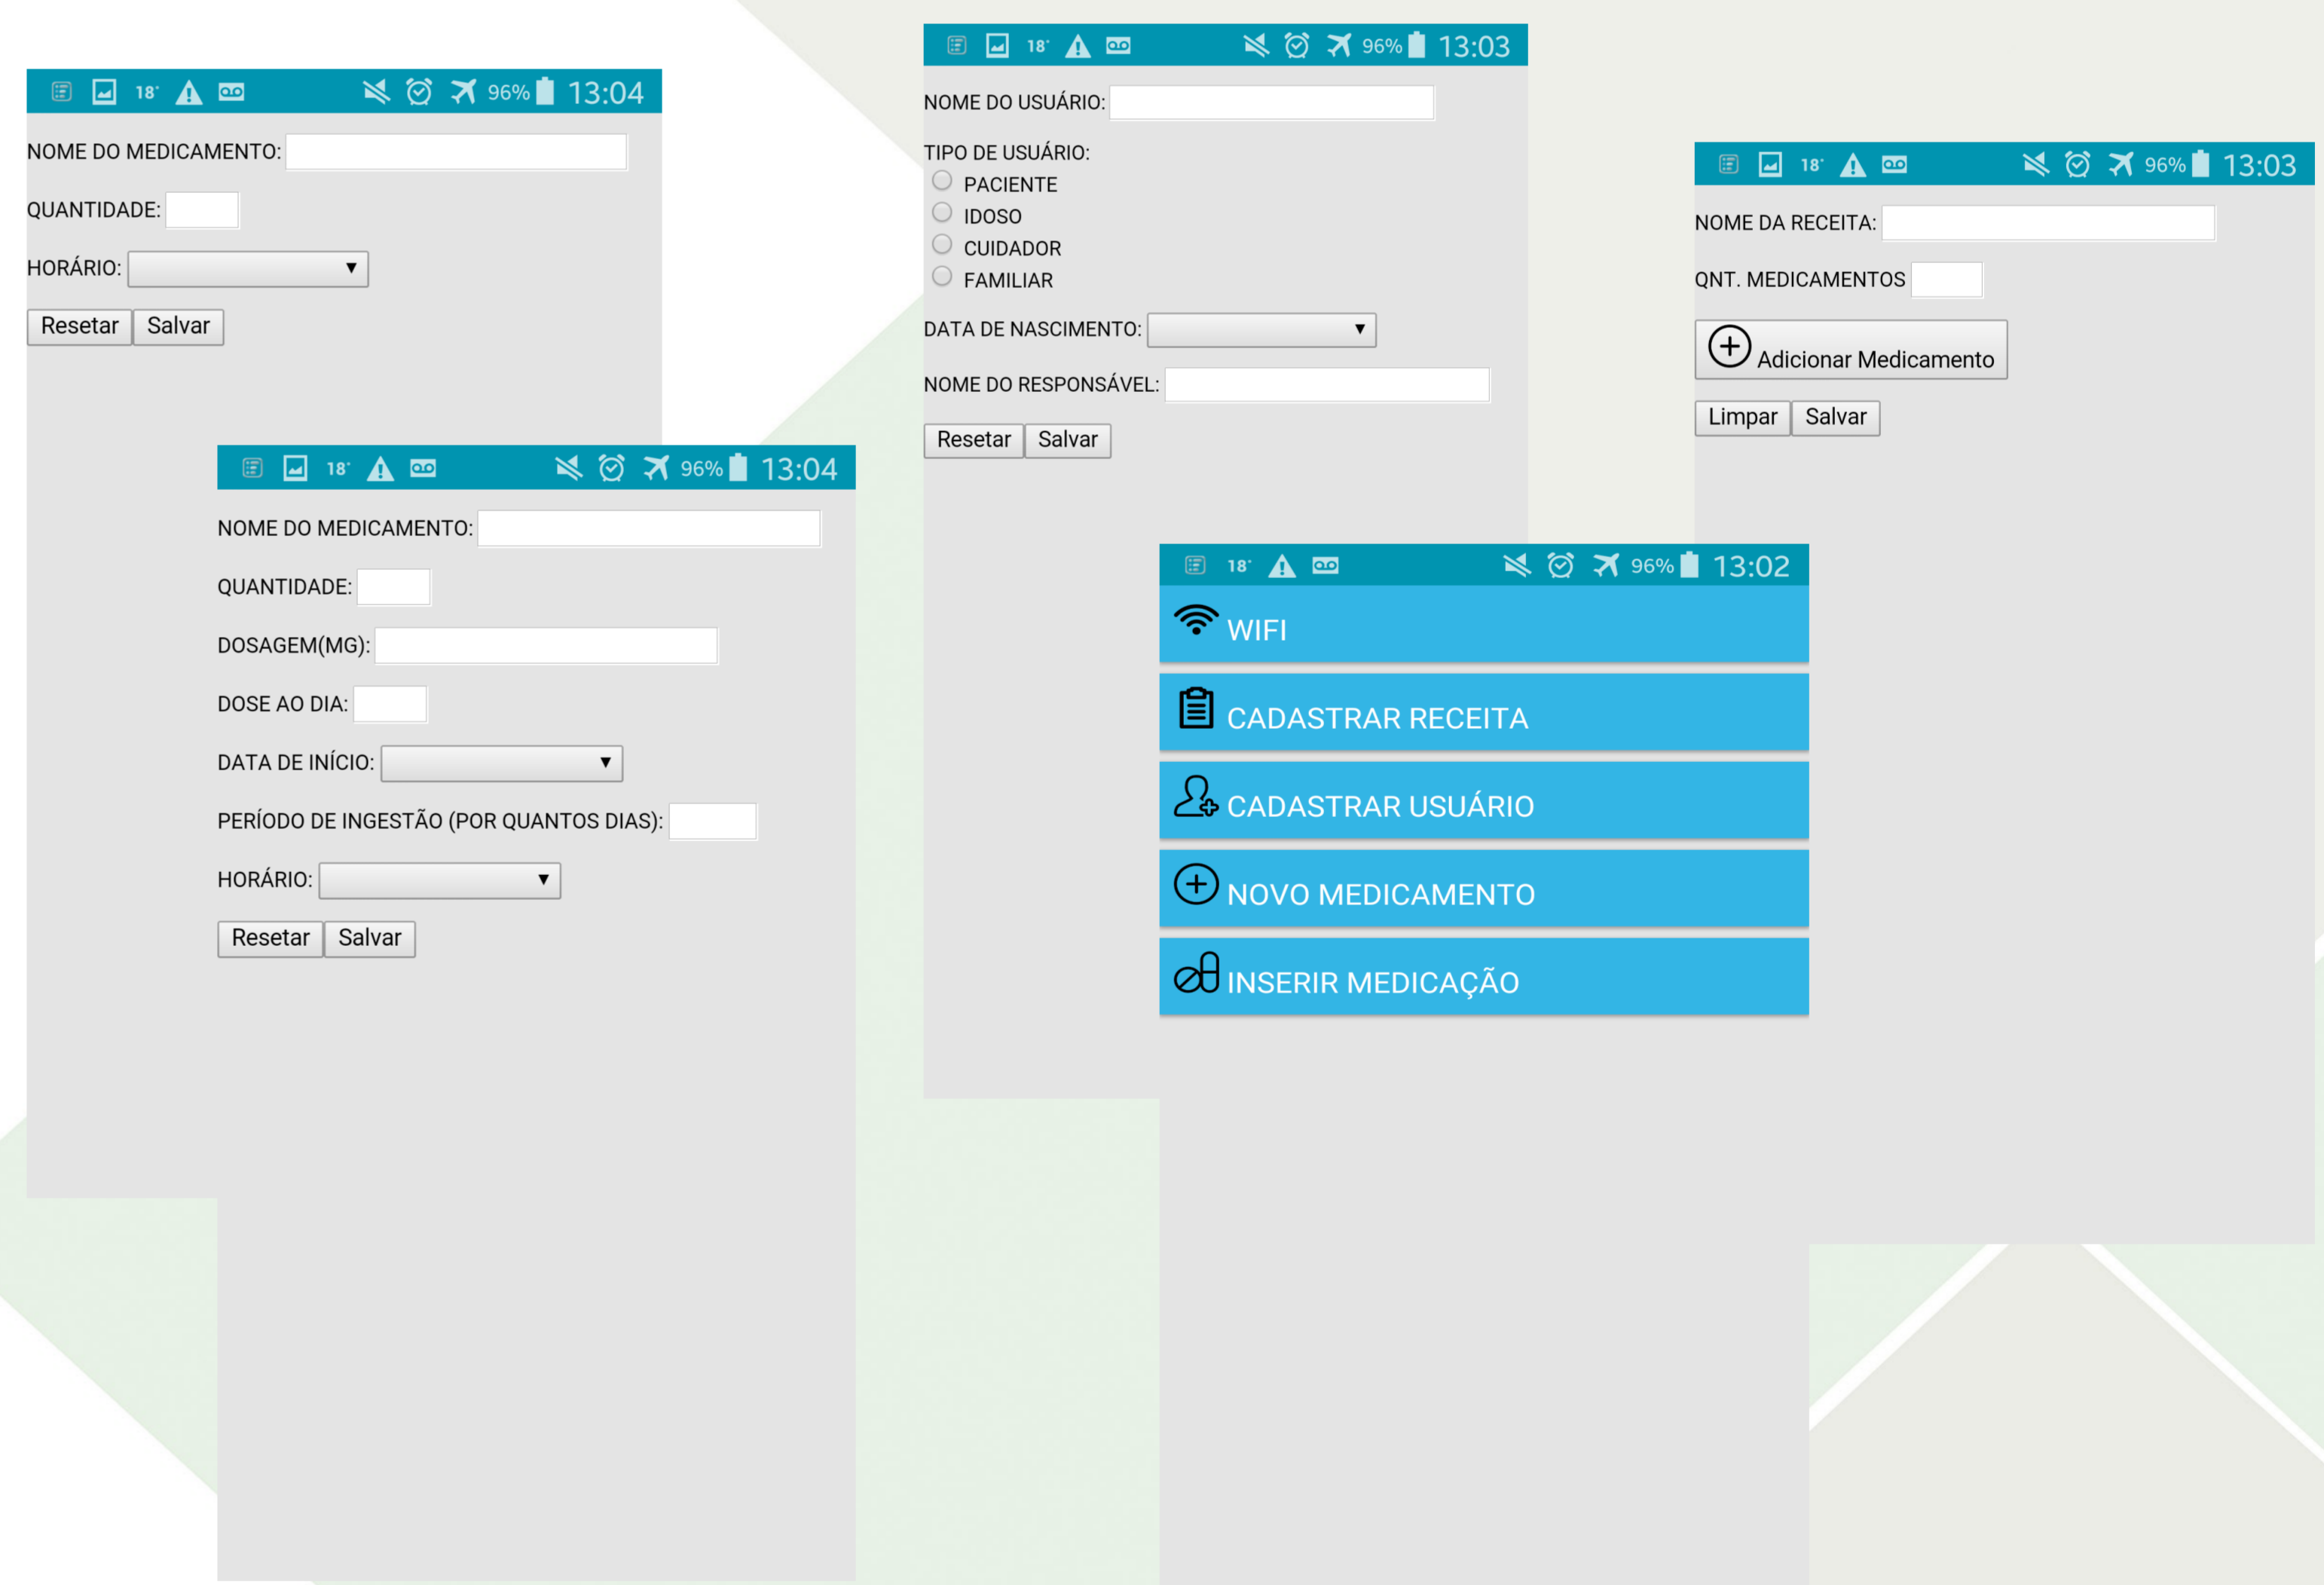 18° 96% 13:04
NOME DO MEDICAMENTO:
QUANTIDADE:
HORÁRIO:
Resetar Salvar
18° 96% 13:04
NOME DO MEDICAMENTO:
QUANTIDADE:
DOSAGEM(MG):
DOSE AO DIA:
DATA DE INÍCIO:
PERÍODO DE INGESTÃO (POR QUANTOS DIAS):
HORÁRIO:
Resetar Salvar
18° 96% 13:03
NOME DO USUÁRIO:
TIPO DE USUÁRIO:
PACIENTE
IDOSO
CUIDADOR
FAMILIAR
DATA DE NASCIMENTO:
NOME DO RESPONSÁVEL:
Resetar Salvar
18° 96% 13:02
WIFI
CADASTRAR RECEITA
CADASTRAR USUÁRIO
NOVO MEDICAMENTO
INSERIR MEDICAÇÃO
18° 96% 13:03
NOME DA RECEITA:
QNT. MEDICAMENTOS
Adicionar Medicamento
Limpar Salvar